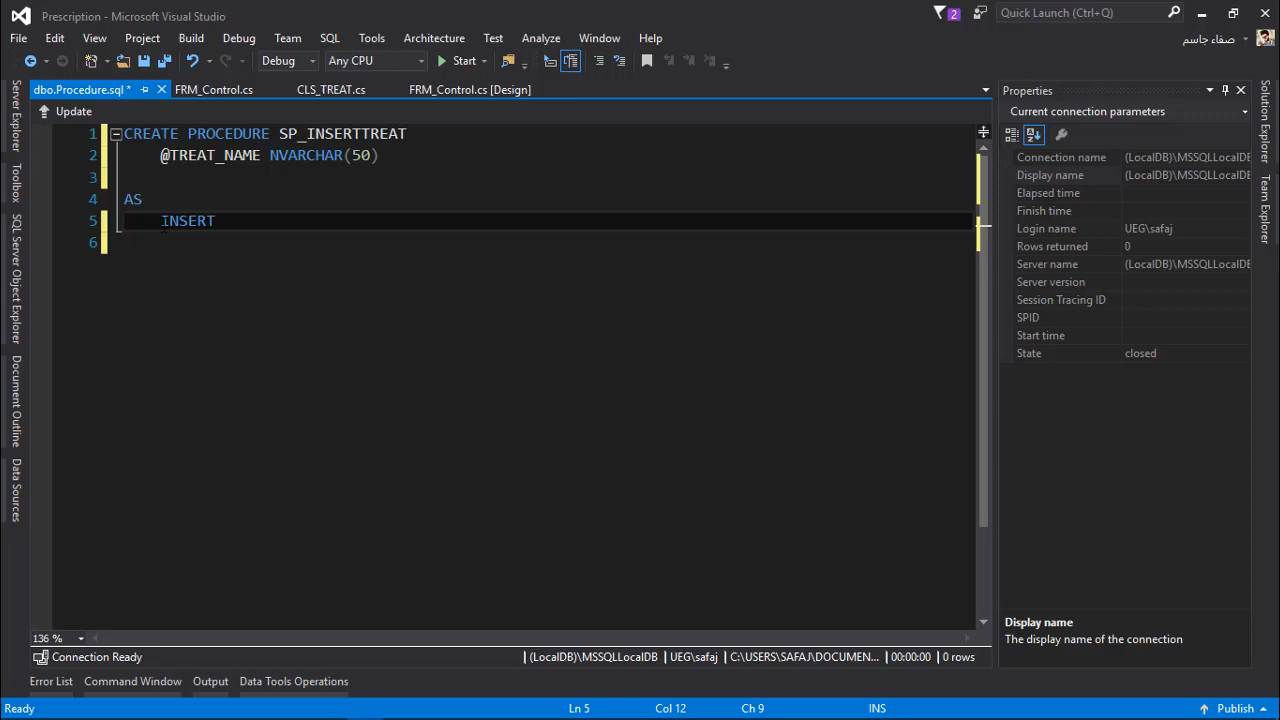 Prescription - Microsoft Visual Studio
2
Quick Launch (Ctrl+Q)
File Edit View Project Build Debug Team SQL Tools Architecture Test Analyze Window Help
صفاء جاسم
Debug Any CPU Start
dbo.Procedure.sql * FRM_Control.cs CLS_TREAT.cs FRM_Control.cs [Design]
Update
1 CREATE PROCEDURE SP_INSERTTREAT
2 @TREAT_NAME NVARCHAR(50)
3
4 AS
5 INSERT
6
136 %
Connection Ready (LocalDB)\MSSQLLocalDB UEG\safaj C:\USERS\SAFAJ\DOCUMEN... 00:00:00 0 rows
Error List Command Window Output Data Tools Operations
Ready Ln 5 Col 12 Ch 9 INS Publish
Server Explorer
Toolbox
SQL Server Object Explorer
Document Outline
Data Sources
Properties
Current connection parameters
Connection name (LocalDB)\MSSQLLocalDB
Display name (LocalDB)\MSSQLLocalDB
Elapsed time
Finish time
Login name UEG\safaj
Rows returned 0
Server name (LocalDB)\MSSQLLocalDB
Server version
Session Tracing ID
SPID
Start time
State closed
Display name
The display name of the connection
Solution Explorer
Team Explorer